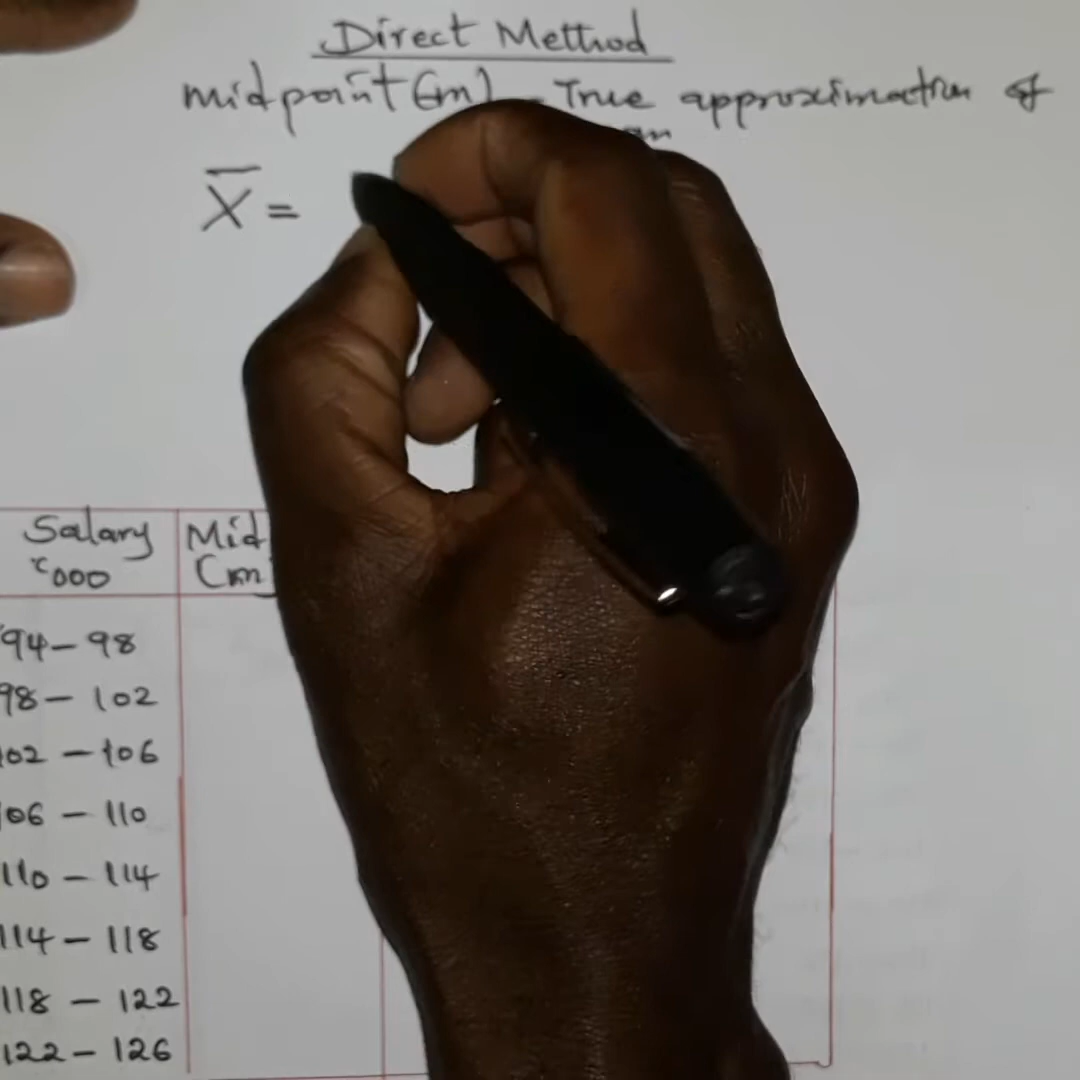 Direct Method
midpoint (m) - True approximation of
X̄ =
Salary Mid
'000 (m)
94 - 98
98 - 102
102 - 106
106 - 110
110 - 114
114 - 118
118 - 122
122 - 126